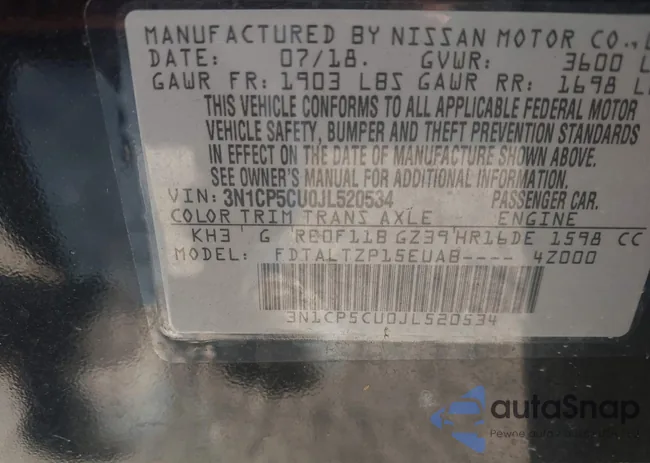 MANUFACTURED BY NISSAN MOTOR CO.,
DATE: 07/18. GVWR: 3600 L
GAWR FR: 1903 LBS GAWR RR: 1698 L
THIS VEHICLE CONFORMS TO ALL APPLICABLE FEDERAL MOTOR
VEHICLE SAFETY, BUMPER AND THEFT PREVENTION STANDARDS
IN EFFECT ON THE DATE OF MANUFACTURE SHOWN ABOVE.
SEE OWNER'S MANUAL FOR ADDITIONAL INFORMATION.
VIN: 3N1CP5CU0JL520534 PASSENGER CAR.
COLOR TRIM TRANS AXLE ENGINE
KH3 G RE0F11B GZ39 HR16DE 1598 CC
MODEL: FDTALTZP15EUAB---- 4Z000
3N1CP5CU0JL520534
autoSnap